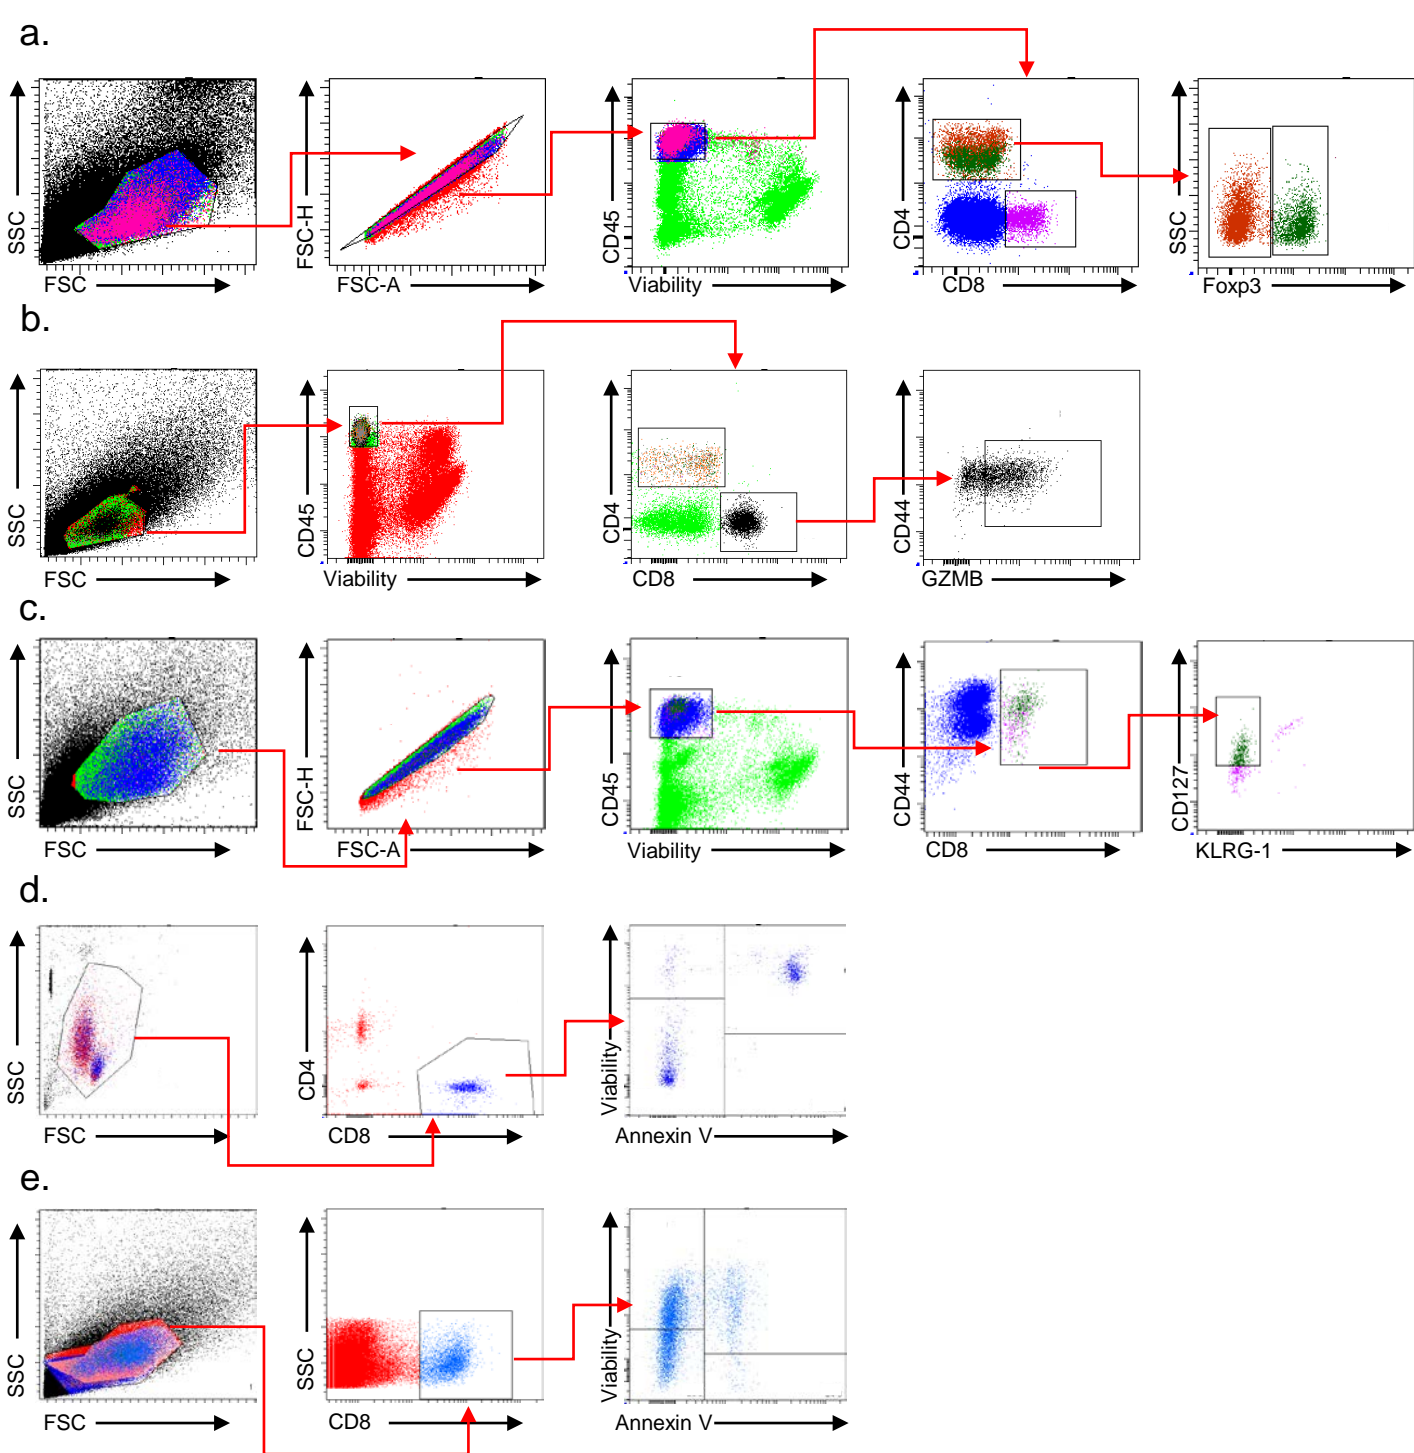 a.
SSC
FSC
FSC-H
FSC-A
CD45
Viability
CD4
CD8
SSC
Foxp3
b.
SSC
FSC
CD45
Viability
CD4
CD8
CD44
GZMB
c.
SSC
FSC
FSC-H
FSC-A
CD45
Viability
CD44
CD8
CD127
KLRG-1
d.
SSC
FSC
CD4
CD8
Viability
Annexin V
e.
SSC
FSC
SSC
CD8
Viability
Annexin V